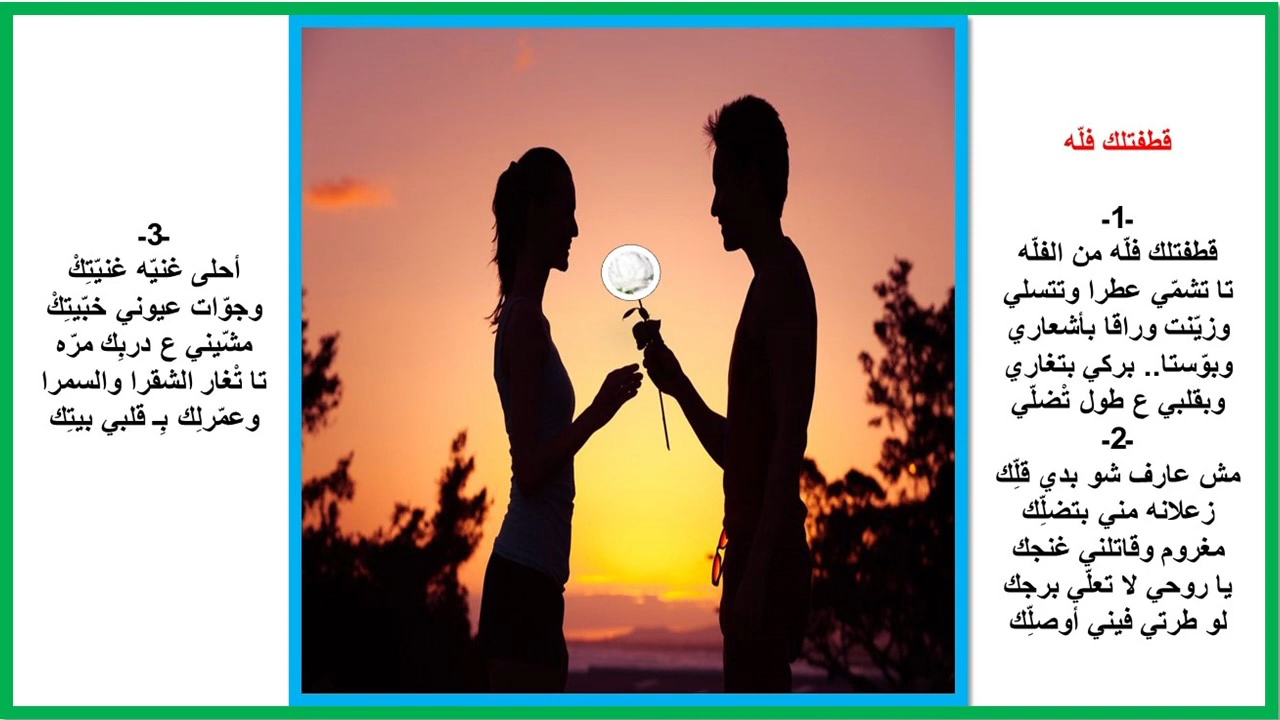 قطفتلك فلّه
-1-
قطفتلك فلّه من الفلّه
تا تشمّي عطرا وتتسلي
وزيّنت وراقا بأشعاري
وبوّستا.. بركي بتغاري
وبقلبي ع طول تْضلّي
-2-
مش عارف شو بدي قلِّك
زعلانه مني بتضلِّك
مغروم وقاتلني غنجك
يا روحي لا تعلّي برجك
لو طرتي فيني أوصلِّك
-3-
أحلى غنيّه غنيّتِكْ
وجوّات عيوني خبّيتِكْ
مشّيني ع دربِك مرّه
تا تْغار الشقرا والسمرا
وعمّرلِك بِـ قلبي بيتِك